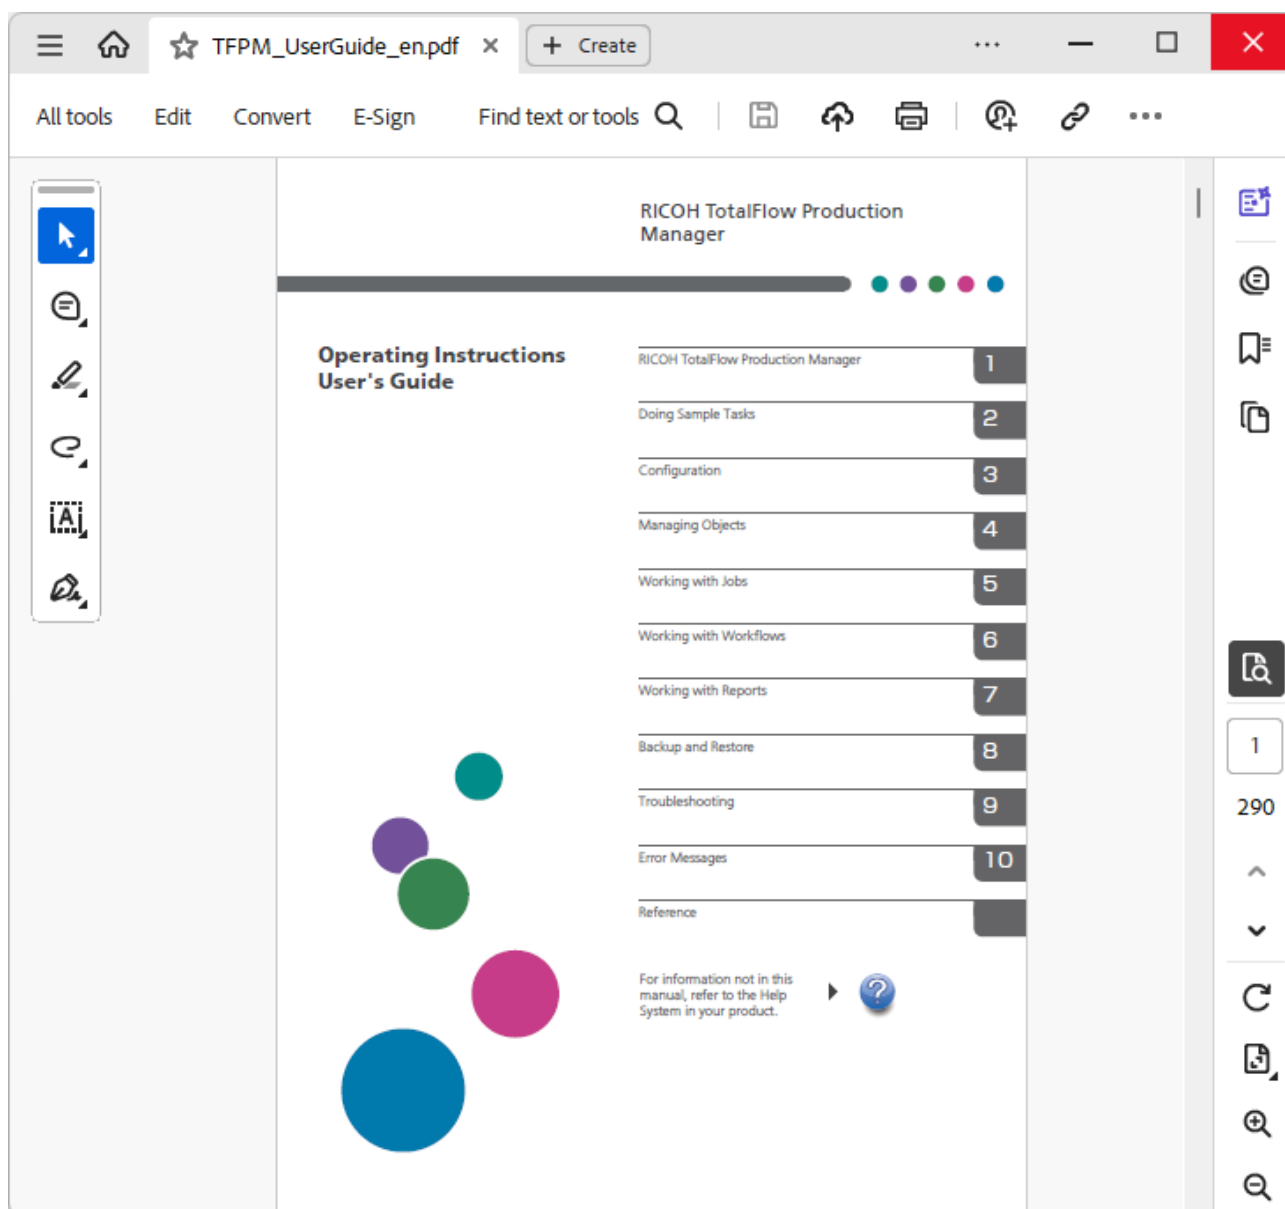 TFPM_UserGuide_en.pdf
Create
All tools
Edit
Convert
E-Sign
Find text or tools
RICOH TotalFlow Production
Manager
Operating Instructions
User's Guide
RICOH TotalFlow Production Manager
1
Doing Sample Tasks
2
Configuration
3
Managing Objects
4
Working with Jobs
5
Working with Workflows
6
Working with Reports
7
Backup and Restore
8
Troubleshooting
9
Error Messages
10
Reference
For information not in this
manual, refer to the Help
System in your product.
1
290